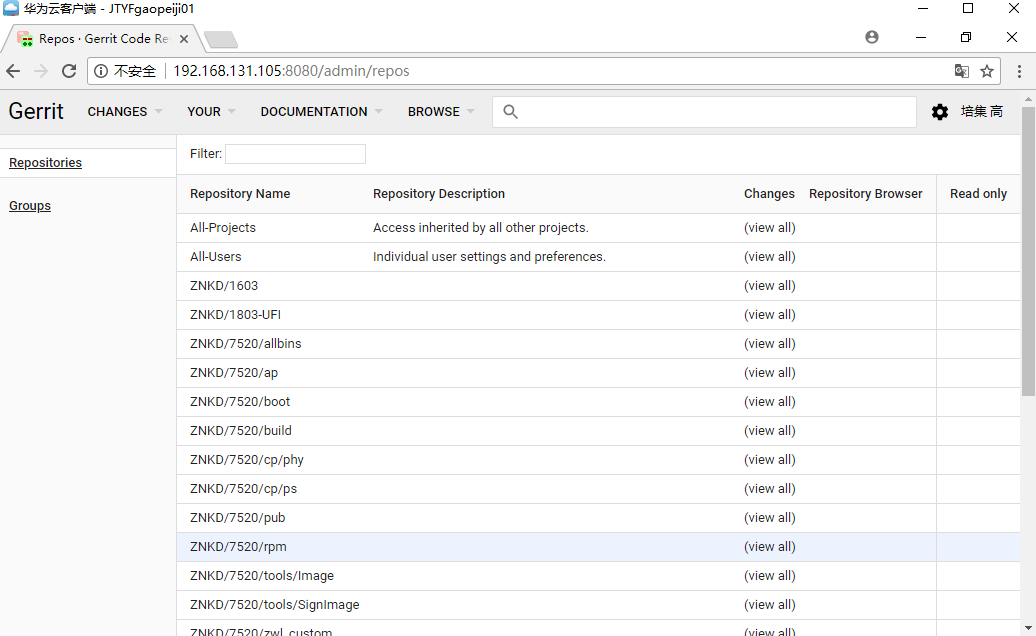 华为云客户端 - JTYFgaopeiji01
Repos · Gerrit Code Re
不安全 192.168.131.105:8080/admin/repos
Gerrit CHANGES YOUR DOCUMENTATION BROWSE 培集 高
Repositories
Groups
Filter:
Repository Name Repository Description Changes Repository Browser Read only
All-Projects Access inherited by all other projects. (view all)
All-Users Individual user settings and preferences. (view all)
ZNKD/1603 (view all)
ZNKD/1803-UFI (view all)
ZNKD/7520/allbins (view all)
ZNKD/7520/ap (view all)
ZNKD/7520/boot (view all)
ZNKD/7520/build (view all)
ZNKD/7520/cp/phy (view all)
ZNKD/7520/cp/ps (view all)
ZNKD/7520/pub (view all)
ZNKD/7520/rpm (view all)
ZNKD/7520/tools/Image (view all)
ZNKD/7520/tools/SignImage (view all)
ZNKD/7520/zwl_custom (view all)